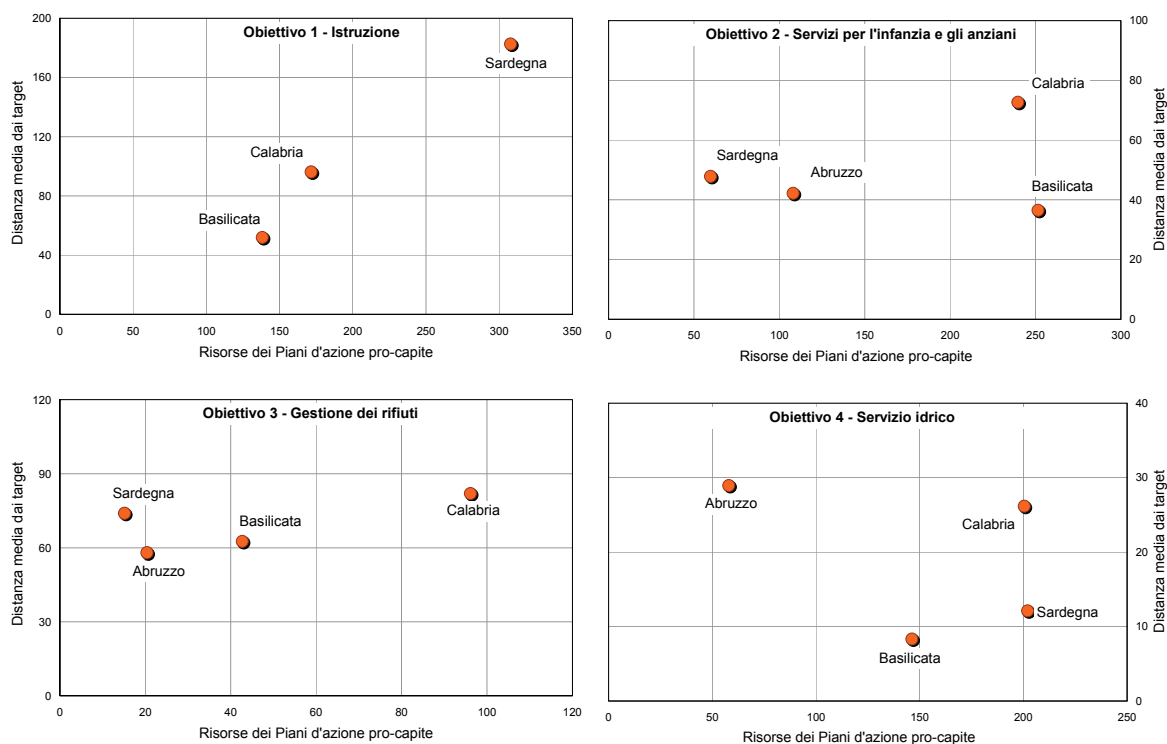 Obiettivo 1 - Istruzione
Distanza media dai target
200
160
120
80
40
0
Sardegna
Calabria
Basilicata
0 50 100 150 200 250 300 350
Risorse dei Piani d'azione pro-capite
Obiettivo 2 - Servizi per l'infanzia e gli anziani
Distanza media dai target
100
80
60
40
20
0
Calabria
Sardegna
Abruzzo
Basilicata
0 50 100 150 200 250 300
Risorse dei Piani d'azione pro-capite
Obiettivo 3 - Gestione dei rifiuti
Distanza media dai target
120
90
60
30
0
Sardegna
Calabria
Basilicata
Abruzzo
0 20 40 60 80 100 120
Risorse dei Piani d'azione pro-capite
Obiettivo 4 - Servizio idrico
Distanza media dai target
40
30
20
10
0
Abruzzo
Calabria
Sardegna
Basilicata
0 50 100 150 200 250
Risorse dei Piani d'azione pro-capite